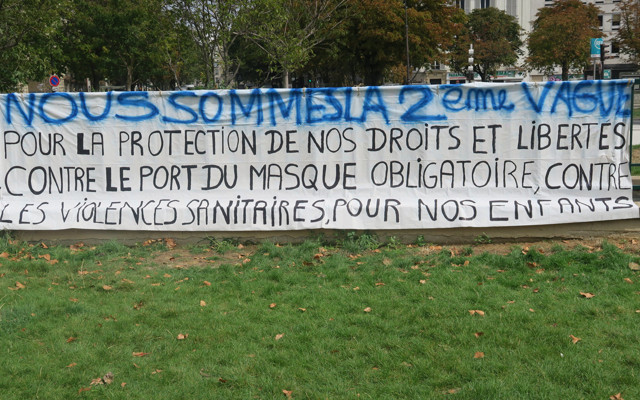 NOUS SOMMES LA 2ème VAGUE
POUR LA PROTECTION DE NOS DROITS ET LIBERTES
CONTRE LE PORT DU MASQUE OBLIGATOIRE, CONTRE
LES VIOLENCES SANITAIRES, POUR NOS ENFANTS